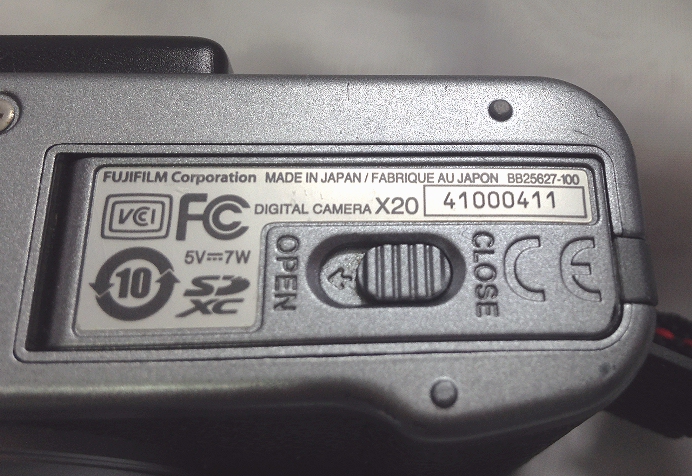 FUJIFILM Corporation MADE IN JAPAN / FABRIQUE AU JAPON BB25627-100
VCCI FC DIGITAL CAMERA X20 41000411
5V⎓7W
10 SD XC
OPEN CLOSE CE